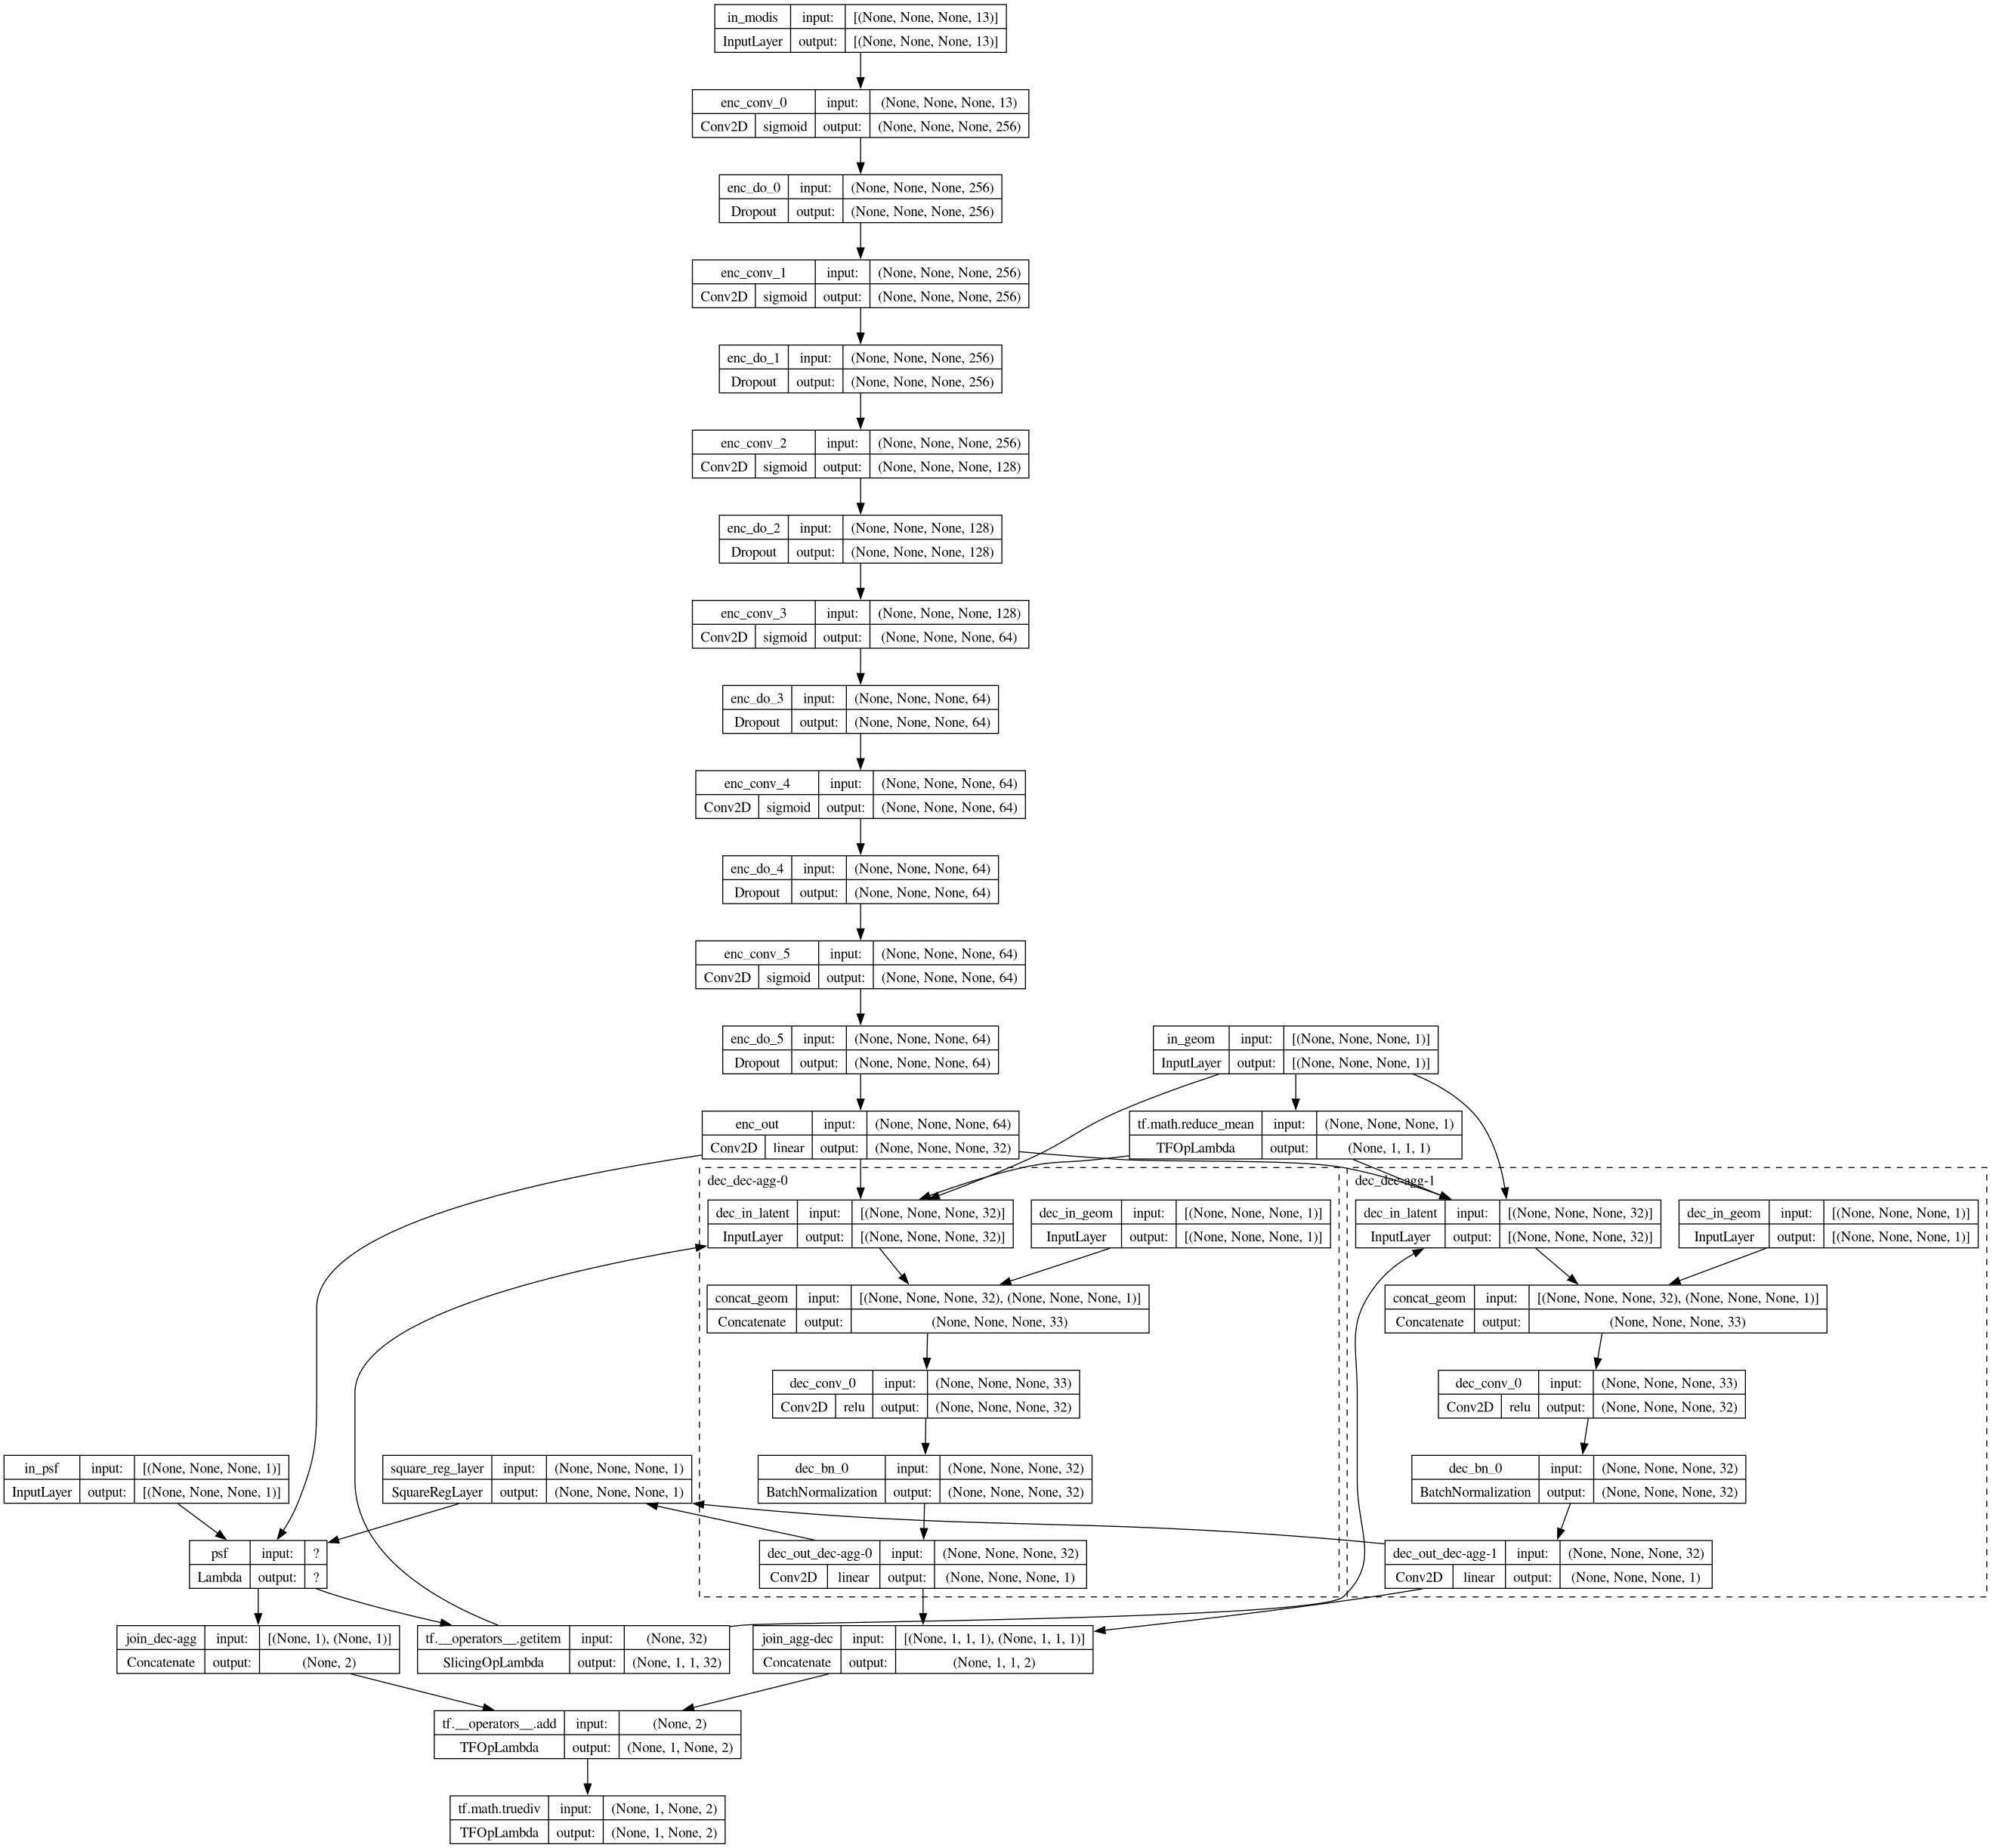 in_modis input: [(None, None, None, 13)]
InputLayer output: [(None, None, None, 13)]
enc_conv_0 input: (None, None, None, 13)
Conv2D sigmoid output: (None, None, None, 256)
enc_do_0 input: (None, None, None, 256)
Dropout output: (None, None, None, 256)
enc_conv_1 input: (None, None, None, 256)
Conv2D sigmoid output: (None, None, None, 256)
enc_do_1 input: (None, None, None, 256)
Dropout output: (None, None, None, 256)
enc_conv_2 input: (None, None, None, 256)
Conv2D sigmoid output: (None, None, None, 128)
enc_do_2 input: (None, None, None, 128)
Dropout output: (None, None, None, 128)
enc_conv_3 input: (None, None, None, 128)
Conv2D sigmoid output: (None, None, None, 64)
enc_do_3 input: (None, None, None, 64)
Dropout output: (None, None, None, 64)
enc_conv_4 input: (None, None, None, 64)
Conv2D sigmoid output: (None, None, None, 64)
enc_do_4 input: (None, None, None, 64)
Dropout output: (None, None, None, 64)
enc_conv_5 input: (None, None, None, 64)
Conv2D sigmoid output: (None, None, None, 64)
enc_do_5 input: (None, None, None, 64)
Dropout output: (None, None, None, 64)
in_geom input: [(None, None, None, 1)]
InputLayer output: [(None, None, None, 1)]
enc_out input: (None, None, None, 64)
Conv2D linear output: (None, None, None, 32)
tf.math.reduce_mean input: (None, None, None, 1)
TFOpLambda output: (None, 1, 1, 1)
dec_dec-agg-0
dec_in_latent input: [(None, None, None, 32)]
InputLayer output: [(None, None, None, 32)]
dec_in_geom input: [(None, None, None, 1)]
InputLayer output: [(None, None, None, 1)]
concat_geom input: [(None, None, None, 32), (None, None, None, 1)]
Concatenate output: (None, None, None, 33)
dec_conv_0 input: (None, None, None, 33)
Conv2D relu output: (None, None, None, 32)
dec_bn_0 input: (None, None, None, 32)
BatchNormalization output: (None, None, None, 32)
dec_out_dec-agg-0 input: (None, None, None, 32)
Conv2D linear output: (None, None, None, 1)
dec_dec-agg-1
dec_in_latent input: [(None, None, None, 32)]
InputLayer output: [(None, None, None, 32)]
dec_in_geom input: [(None, None, None, 1)]
InputLayer output: [(None, None, None, 1)]
concat_geom input: [(None, None, None, 32), (None, None, None, 1)]
Concatenate output: (None, None, None, 33)
dec_conv_0 input: (None, None, None, 33)
Conv2D relu output: (None, None, None, 32)
dec_bn_0 input: (None, None, None, 32)
BatchNormalization output: (None, None, None, 32)
dec_out_dec-agg-1 input: (None, None, None, 32)
Conv2D linear output: (None, None, None, 1)
in_psf input: [(None, None, None, 1)]
InputLayer output: [(None, None, None, 1)]
square_reg_layer input: (None, None, None, 1)
SquareRegLayer output: (None, None, None, 1)
psf input: ?
Lambda output: ?
join_dec-agg input: [(None, 1), (None, 1)]
Concatenate output: (None, 2)
tf.__operators__.getitem input: (None, 32)
SlicingOpLambda output: (None, 1, 1, 32)
join_agg-dec input: [(None, 1, 1, 1), (None, 1, 1, 1)]
Concatenate output: (None, 1, 1, 2)
tf.__operators__.add input: (None, 2)
TFOpLambda output: (None, 1, None, 2)
tf.math.truediv input: (None, 1, None, 2)
TFOpLambda output: (None, 1, None, 2)